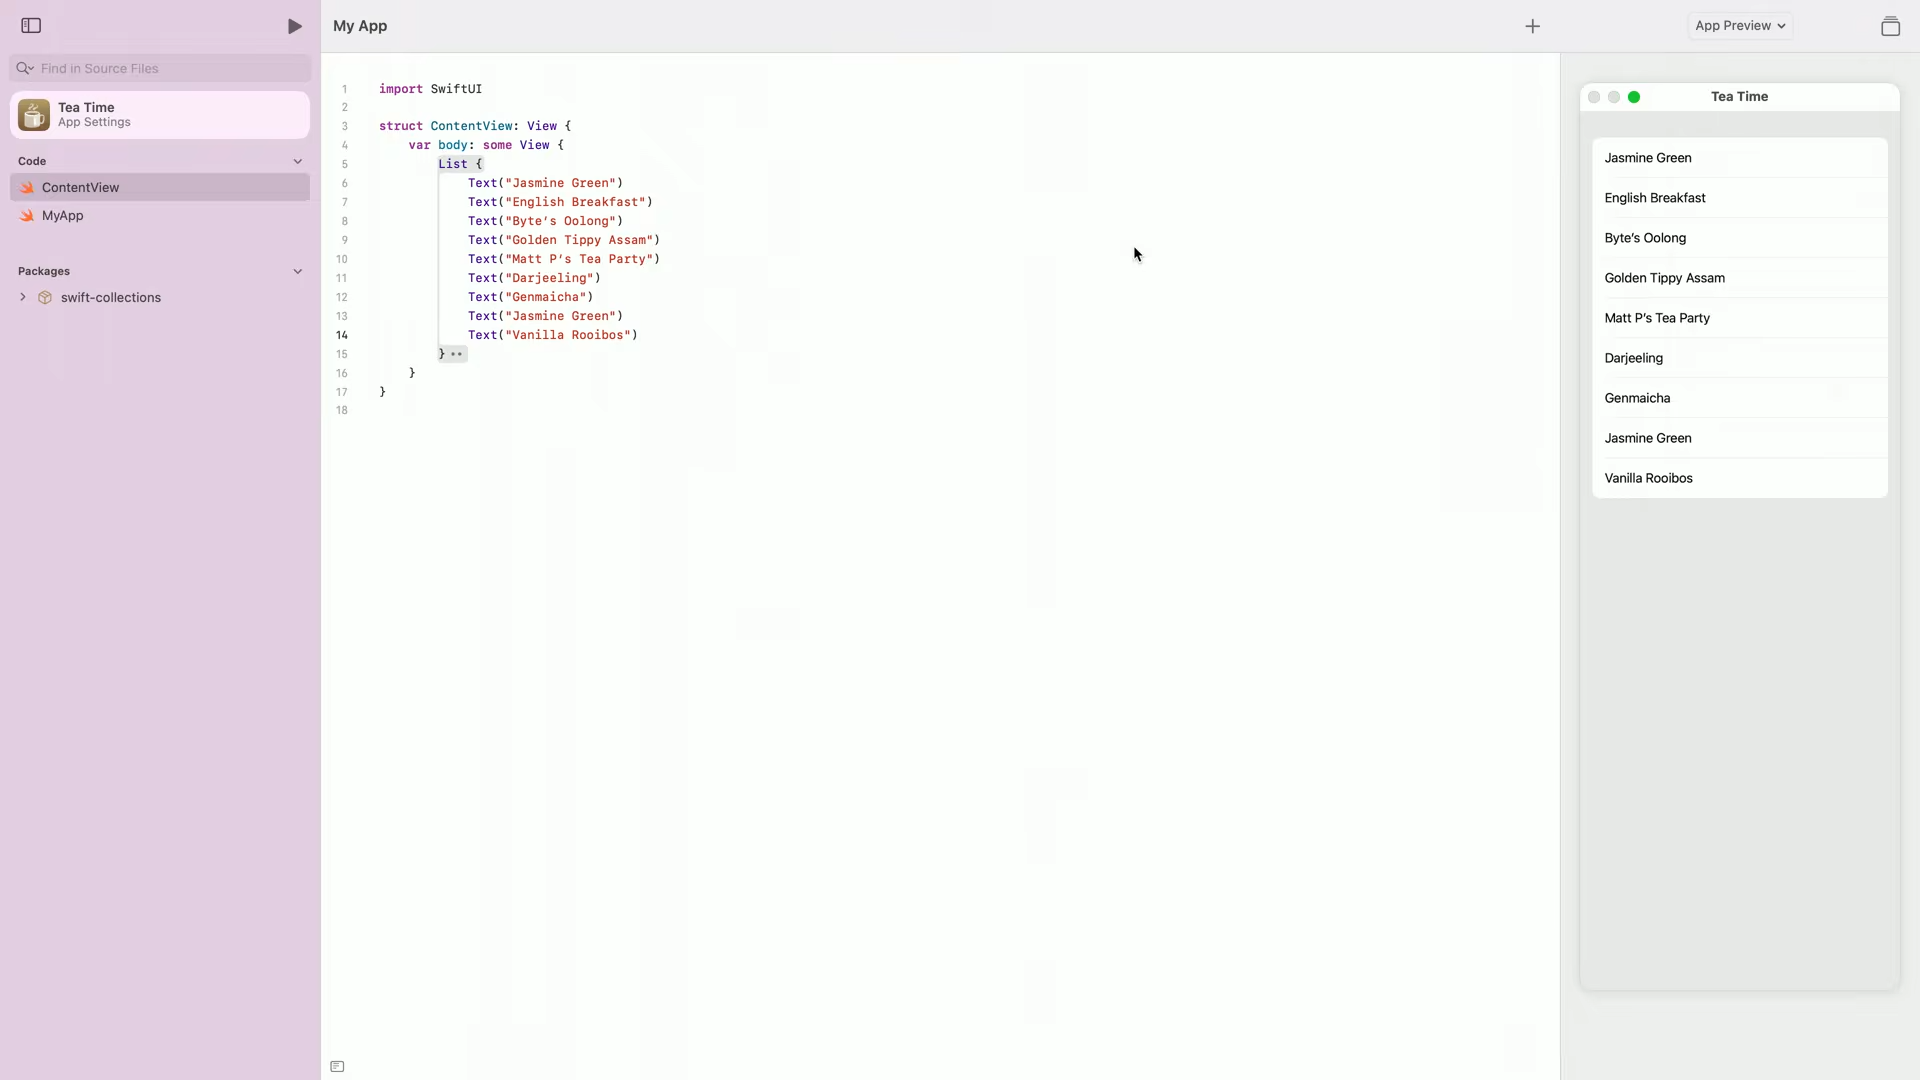 My App
App Preview
Find in Source Files
Tea Time
App Settings
Code
ContentView
MyApp
Packages
swift-collections
1 import SwiftUI
2
3 struct ContentView: View {
4 var body: some View {
5 List {
6 Text("Jasmine Green")
7 Text("English Breakfast")
8 Text("Byte’s Oolong")
9 Text("Golden Tippy Assam")
10 Text("Matt P’s Tea Party")
11 Text("Darjeeling")
12 Text("Genmaicha")
13 Text("Jasmine Green")
14 Text("Vanilla Rooibos")
15 }
16 }
17 }
18
Tea Time
Jasmine Green
English Breakfast
Byte’s Oolong
Golden Tippy Assam
Matt P’s Tea Party
Darjeeling
Genmaicha
Jasmine Green
Vanilla Rooibos